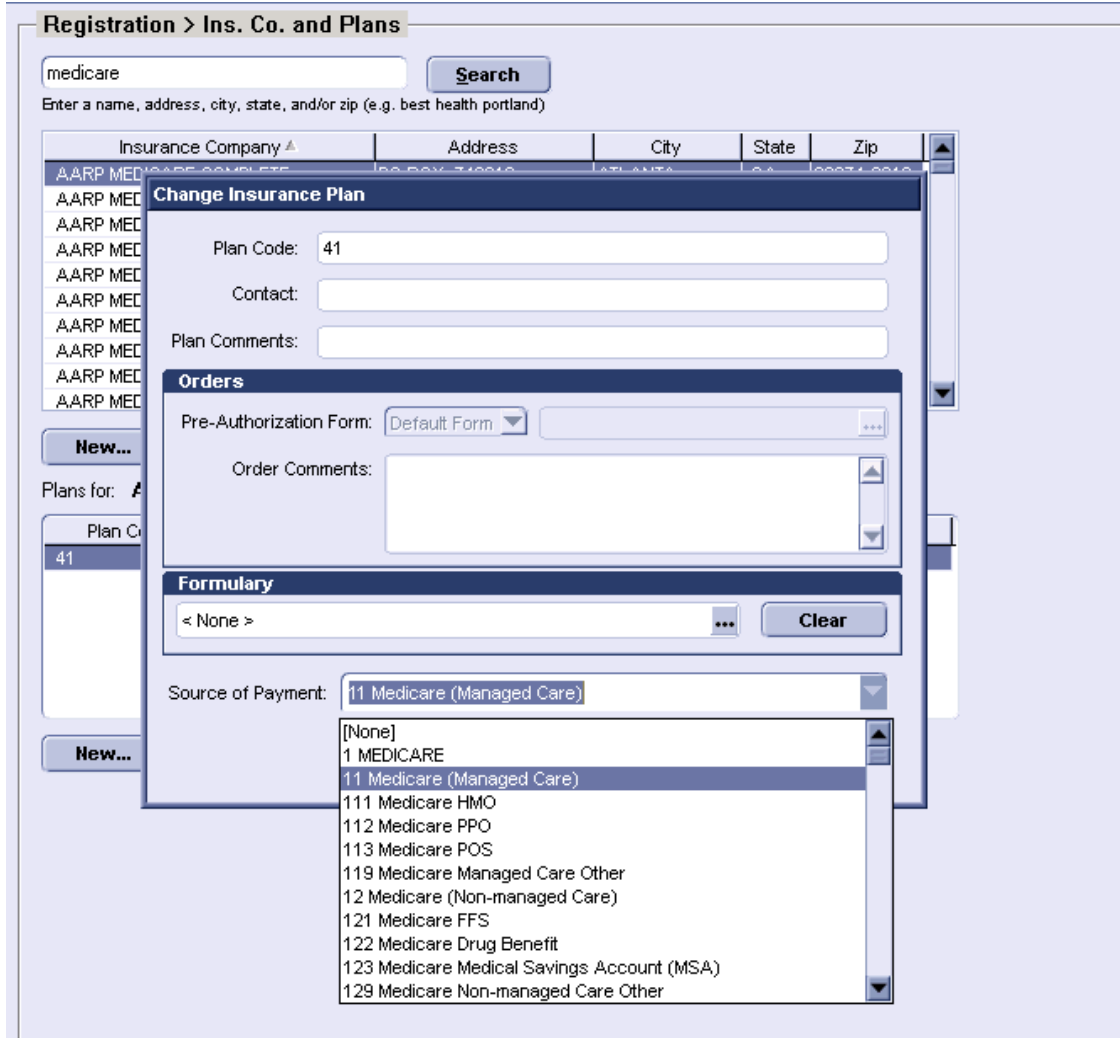 Registration > Ins. Co. and Plans
medicare
Search
Enter a name, address, city, state, and/or zip (e.g. best health portland)
Insurance Company Address City State Zip
AARP MEDICARE COMPLETE
AARP MED
AARP MED
AARP MED
AARP MED
AARP MED
AARP MED
AARP MED
AARP MED
AARP MED
Change Insurance Plan
Plan Code: 41
Contact:
Plan Comments:
Orders
Pre-Authorization Form: Default Form ...
Order Comments:
New...
Plans for:
Plan C
41
Formulary
< None > ... Clear
Source of Payment: 11 Medicare (Managed Care)
[None]
1 MEDICARE
11 Medicare (Managed Care)
111 Medicare HMO
112 Medicare PPO
113 Medicare POS
119 Medicare Managed Care Other
12 Medicare (Non-managed Care)
121 Medicare FFS
122 Medicare Drug Benefit
123 Medicare Medical Savings Account (MSA)
129 Medicare Non-managed Care Other
New...